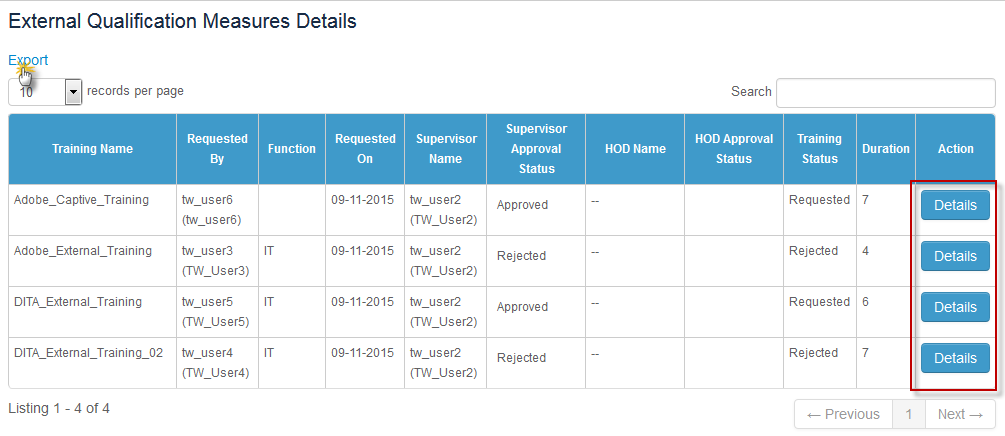 External Qualification Measures Details
Export
10 records per page Search
Training Name Requested By Function Requested On Supervisor Name Supervisor Approval Status HOD Name HOD Approval Status Training Status Duration Action
Adobe_Captive_Training tw_user6 (tw_user6) 09-11-2015 tw_user2 (TW_User2) Approved -- Requested 7 Details
Adobe_External_Training tw_user3 (TW_User3) IT 09-11-2015 tw_user2 (TW_User2) Rejected -- Rejected 4 Details
DITA_External_Training tw_user5 (TW_User5) IT 09-11-2015 tw_user2 (TW_User2) Approved -- Requested 6 Details
DITA_External_Training_02 tw_user4 (TW_User4) IT 09-11-2015 tw_user2 (TW_User2) Rejected -- Rejected 7 Details
Listing 1 - 4 of 4
← Previous 1 Next →